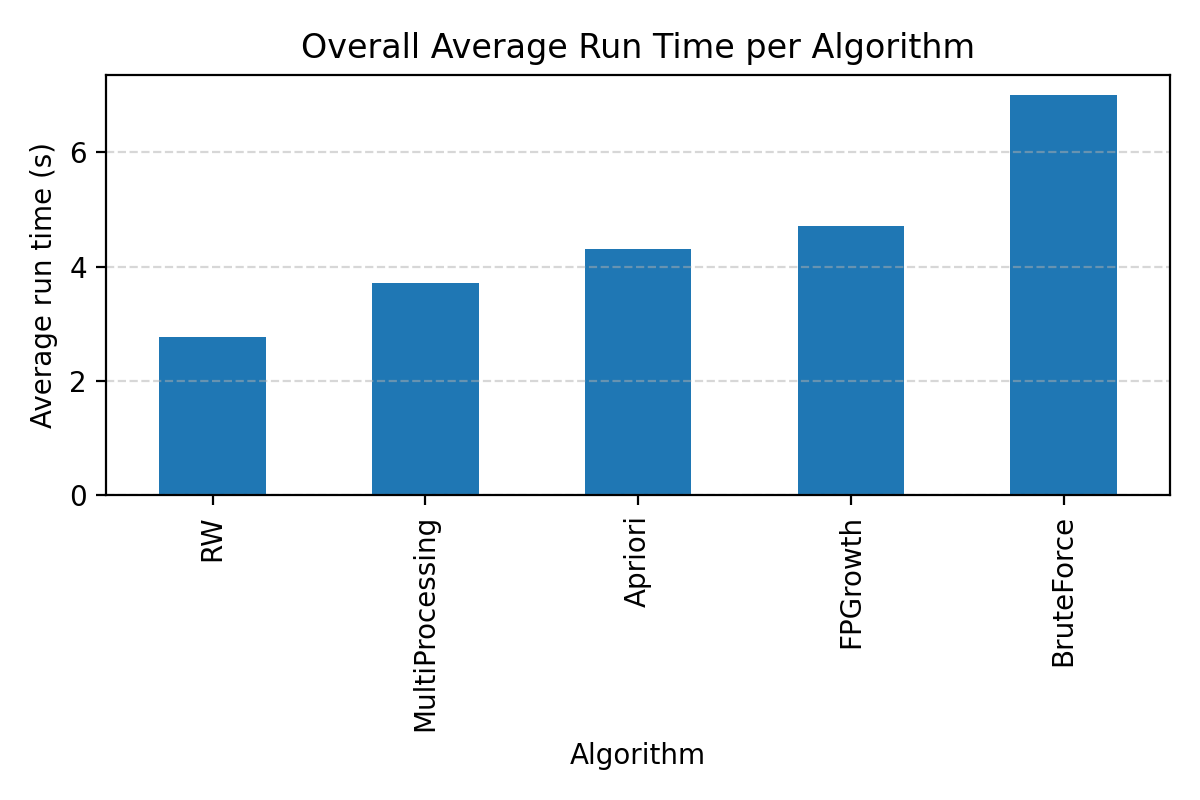 Overall Average Run Time per Algorithm
Average run time (s)
6
4
2
0
RW
MultiProcessing
Apriori
FPGrowth
BruteForce
Algorithm